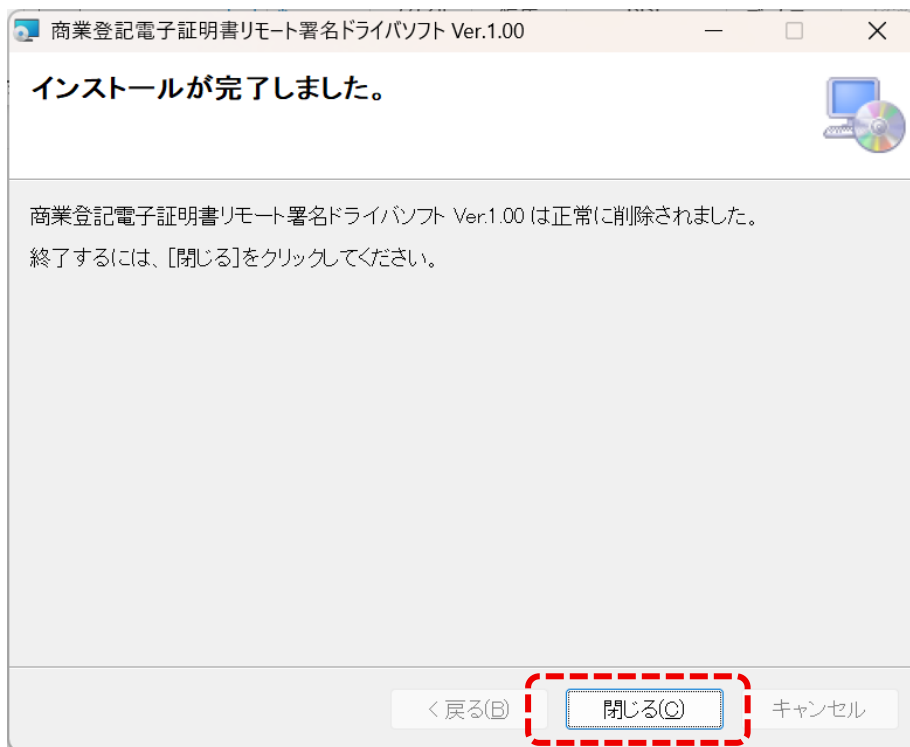 商業登記電子証明書リモート署名ドライバソフト Ver.1.00
インストールが完了しました。
商業登記電子証明書リモート署名ドライバソフト Ver.1.00 は正常に削除されました。
終了するには、[閉じる]をクリックしてください。
< 戻る(B)
閉じる(C)
キャンセル